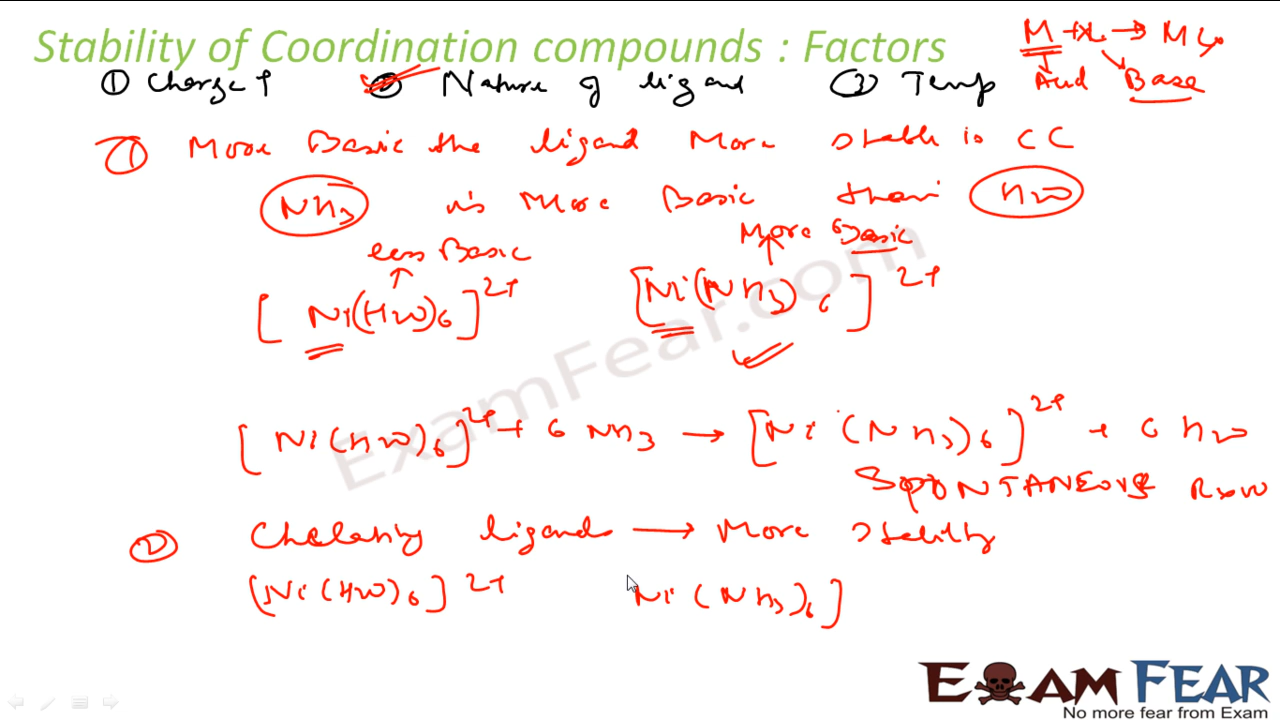 Stability of Coordination compounds : Factors
M + xL → MLx
① Charge↑ ② Nature of ligand ③ Temp
Acid Base
① More Basic the ligand More stable is CC
NH3 is More Basic than H2O
less Basic More Basic
[Ni(H2O)6]2+ [Ni(NH3)6]2+
[Ni(H2O)6]2+ + 6 NH3 → [Ni(NH3)6]2+ + 6 H2O
SPONTANEOUS Rxn
② Chelating ligands → More stability
[Ni(H2O)6]2+ Ni(NH3)6]
ExamFear.com
EXAM FEAR
No more fear from Exam